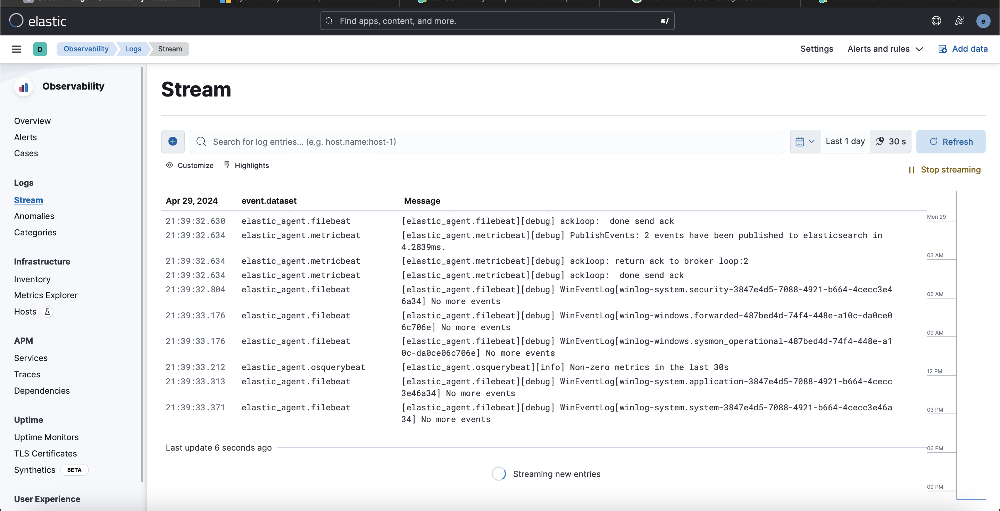 elastic
Find apps, content, and more.
⌘/
e
D
Observability
Logs
Stream
Settings
Alerts and rules
Add data
Observability
Overview
Alerts
Cases
Logs
Stream
Anomalies
Categories
Infrastructure
Inventory
Metrics Explorer
Hosts
APM
Services
Traces
Dependencies
Uptime
Uptime Monitors
TLS Certificates
Synthetics BETA
User Experience
Stream
Search for log entries... (e.g. host.name:host-1)
Last 1 day
30 s
Refresh
Customize
Highlights
Stop streaming
Apr 29, 2024 event.dataset Message
21:39:32.630 elastic_agent.filebeat [elastic_agent.filebeat][debug] ackloop:  done send ack
21:39:32.634 elastic_agent.metricbeat [elastic_agent.metricbeat][debug] PublishEvents: 2 events have been published to elasticsearch in
4.2839ms.
21:39:32.634 elastic_agent.metricbeat [elastic_agent.metricbeat][debug] ackloop: return ack to broker loop:2
21:39:32.634 elastic_agent.metricbeat [elastic_agent.metricbeat][debug] ackloop:  done send ack
21:39:32.804 elastic_agent.filebeat [elastic_agent.filebeat][debug] WinEventLog[winlog-system.security-3847e4d5-7088-4921-b664-4cecc3e4
6a34] No more events
21:39:33.176 elastic_agent.filebeat [elastic_agent.filebeat][debug] WinEventLog[winlog-windows.forwarded-487bed4d-74f4-448e-a10c-da0ce0
6c706e] No more events
21:39:33.176 elastic_agent.filebeat [elastic_agent.filebeat][debug] WinEventLog[winlog-windows.sysmon_operational-487bed4d-74f4-448e-a1
0c-da0ce06c706e] No more events
21:39:33.212 elastic_agent.osquerybeat [elastic_agent.osquerybeat][info] Non-zero metrics in the last 30s
21:39:33.313 elastic_agent.filebeat [elastic_agent.filebeat][debug] WinEventLog[winlog-system.application-3847e4d5-7088-4921-b664-4cecc
3e46a34] No more events
21:39:33.371 elastic_agent.filebeat [elastic_agent.filebeat][debug] WinEventLog[winlog-system.system-3847e4d5-7088-4921-b664-4cecc3e46a
34] No more events
Last update 6 seconds ago
Streaming new entries
Mon 29
03 AM
06 AM
09 AM
12 PM
03 PM
06 PM
09 PM